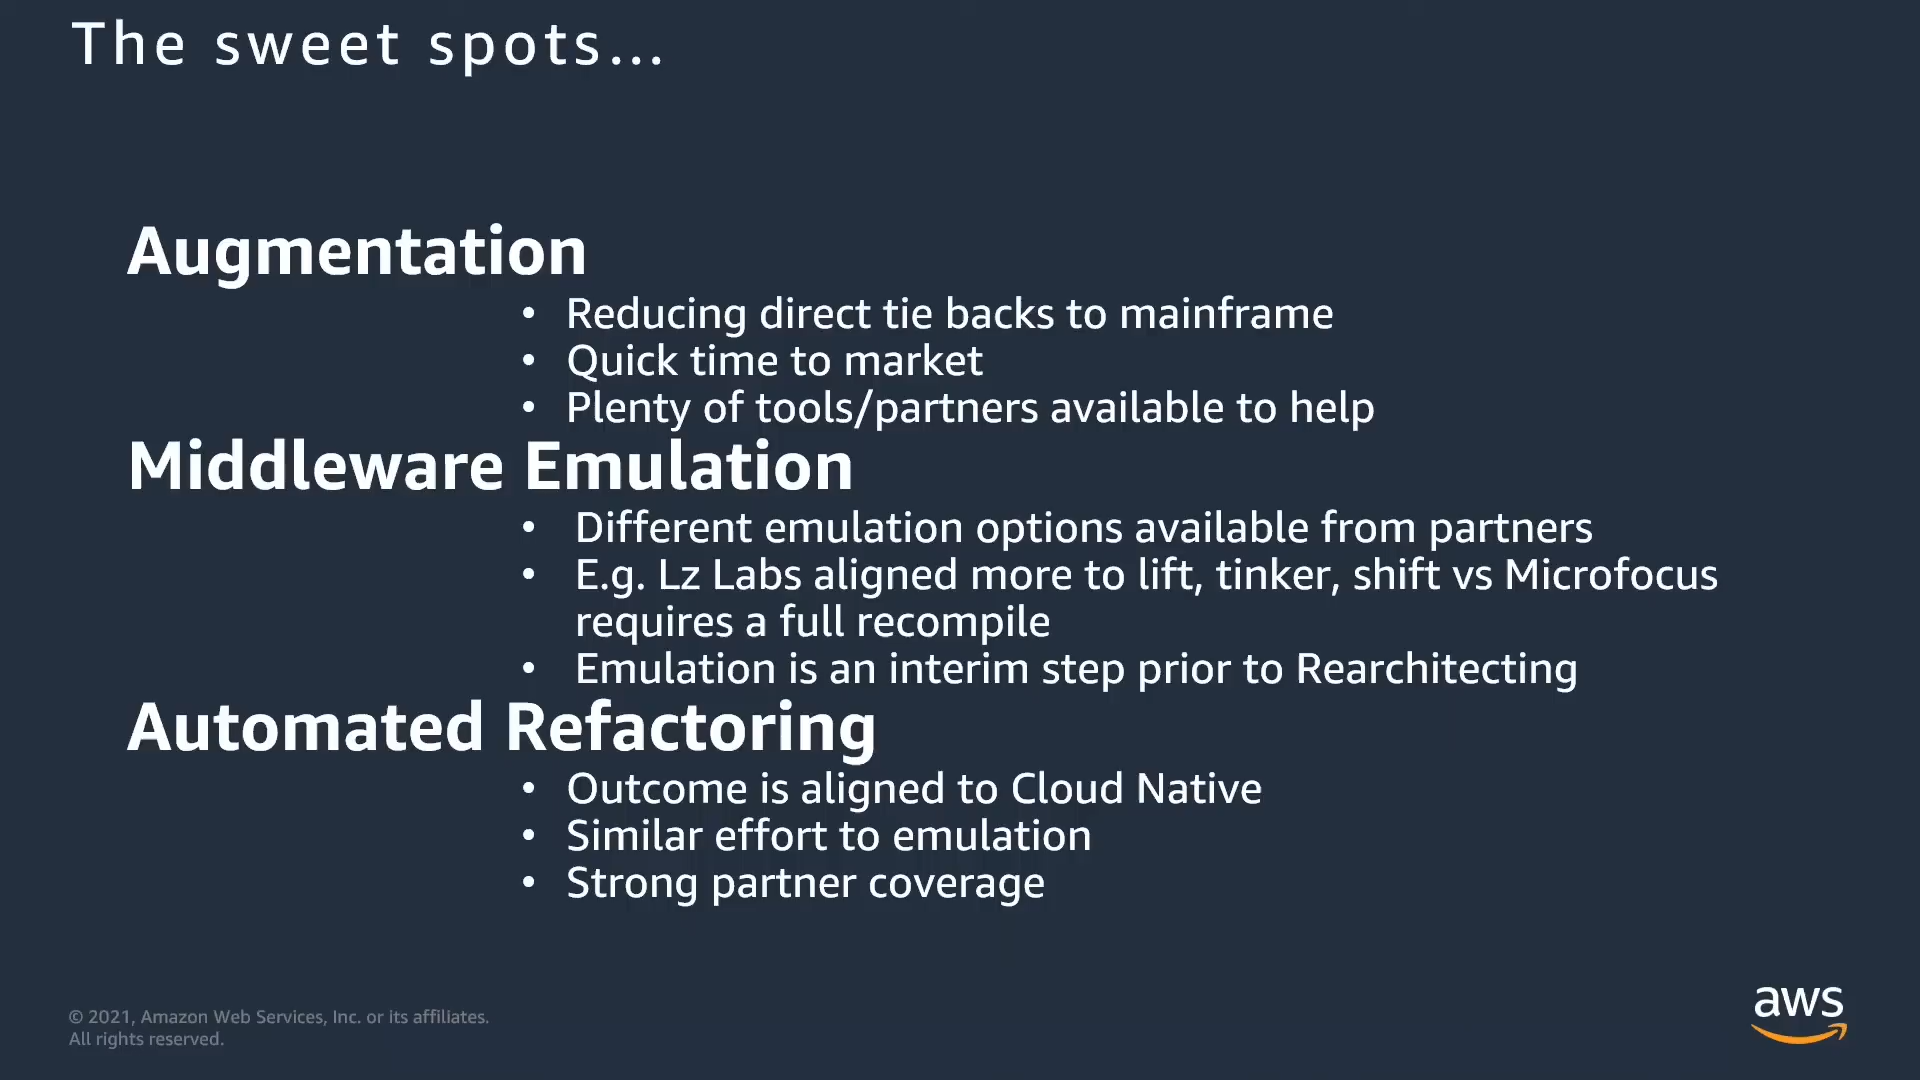 The sweet spots...
Augmentation
• Reducing direct tie backs to mainframe
• Quick time to market
• Plenty of tools/partners available to help
Middleware Emulation
• Different emulation options available from partners
• E.g. Lz Labs aligned more to lift, tinker, shift vs Microfocus
requires a full recompile
• Emulation is an interim step prior to Rearchitecting
Automated Refactoring
• Outcome is aligned to Cloud Native
• Similar effort to emulation
• Strong partner coverage
© 2021, Amazon Web Services, Inc. or its affiliates.
All rights reserved.
aws